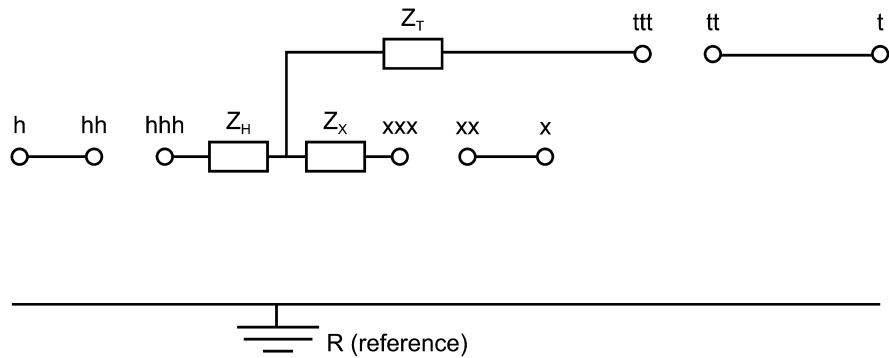 Z_T ttt tt t
h hh hhh Z_H Z_X xxx xx x
R (reference)